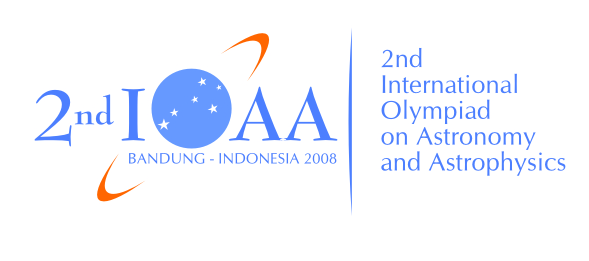 2nd IOAA
BANDUNG - INDONESIA 2008
2nd
International
Olympiad
on Astronomy
and Astrophysics